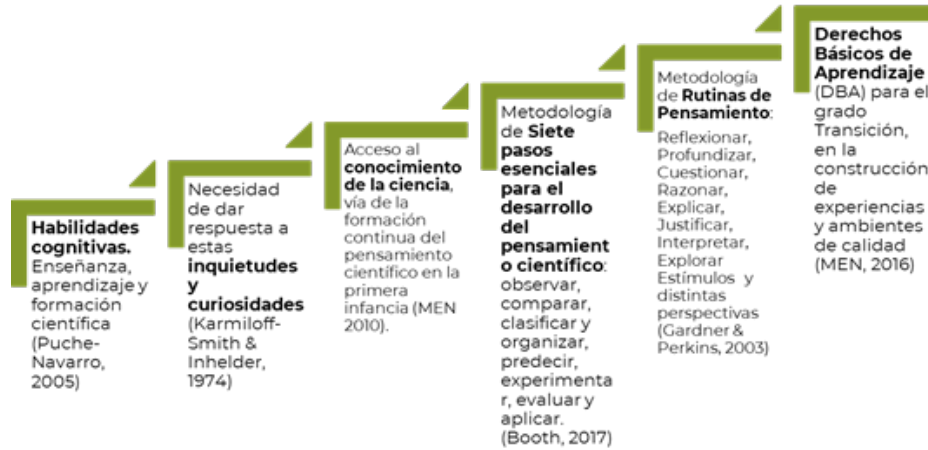 Habilidades
cognitivas.
Enseñanza,
aprendizaje y
formación
científica
(Puche-
Navarro,
2005)
Necesidad
de dar
respuesta a
estas
inquietudes
y
curiosidades
(Karmiloff-
Smith &
Inhelder,
1974)
Acceso al
conocimiento
de la ciencia,
vía de la
formación
continua del
pensamiento
científico en la
primera
infancia (MEN
2010).
Metodología
de Siete
pasos
esenciales
para el
desarrollo
del
pensamient
o científico:
observar,
comparar,
clasificar y
organizar,
predecir,
experimenta
r, evaluar y
aplicar.
(Booth, 2017)
Metodología
de Rutinas de
Pensamiento:
Reflexionar,
Profundizar,
Cuestionar,
Razonar,
Explicar,
Justificar,
Interpretar,
Explorar
Estímulos y
distintas
perspectivas
(Gardner &
Perkins, 2003)
Derechos
Básicos de
Aprendizaje
(DBA) para el
grado
Transición,
en la
construcción
de
experiencias
y ambientes
de calidad
(MEN, 2016)